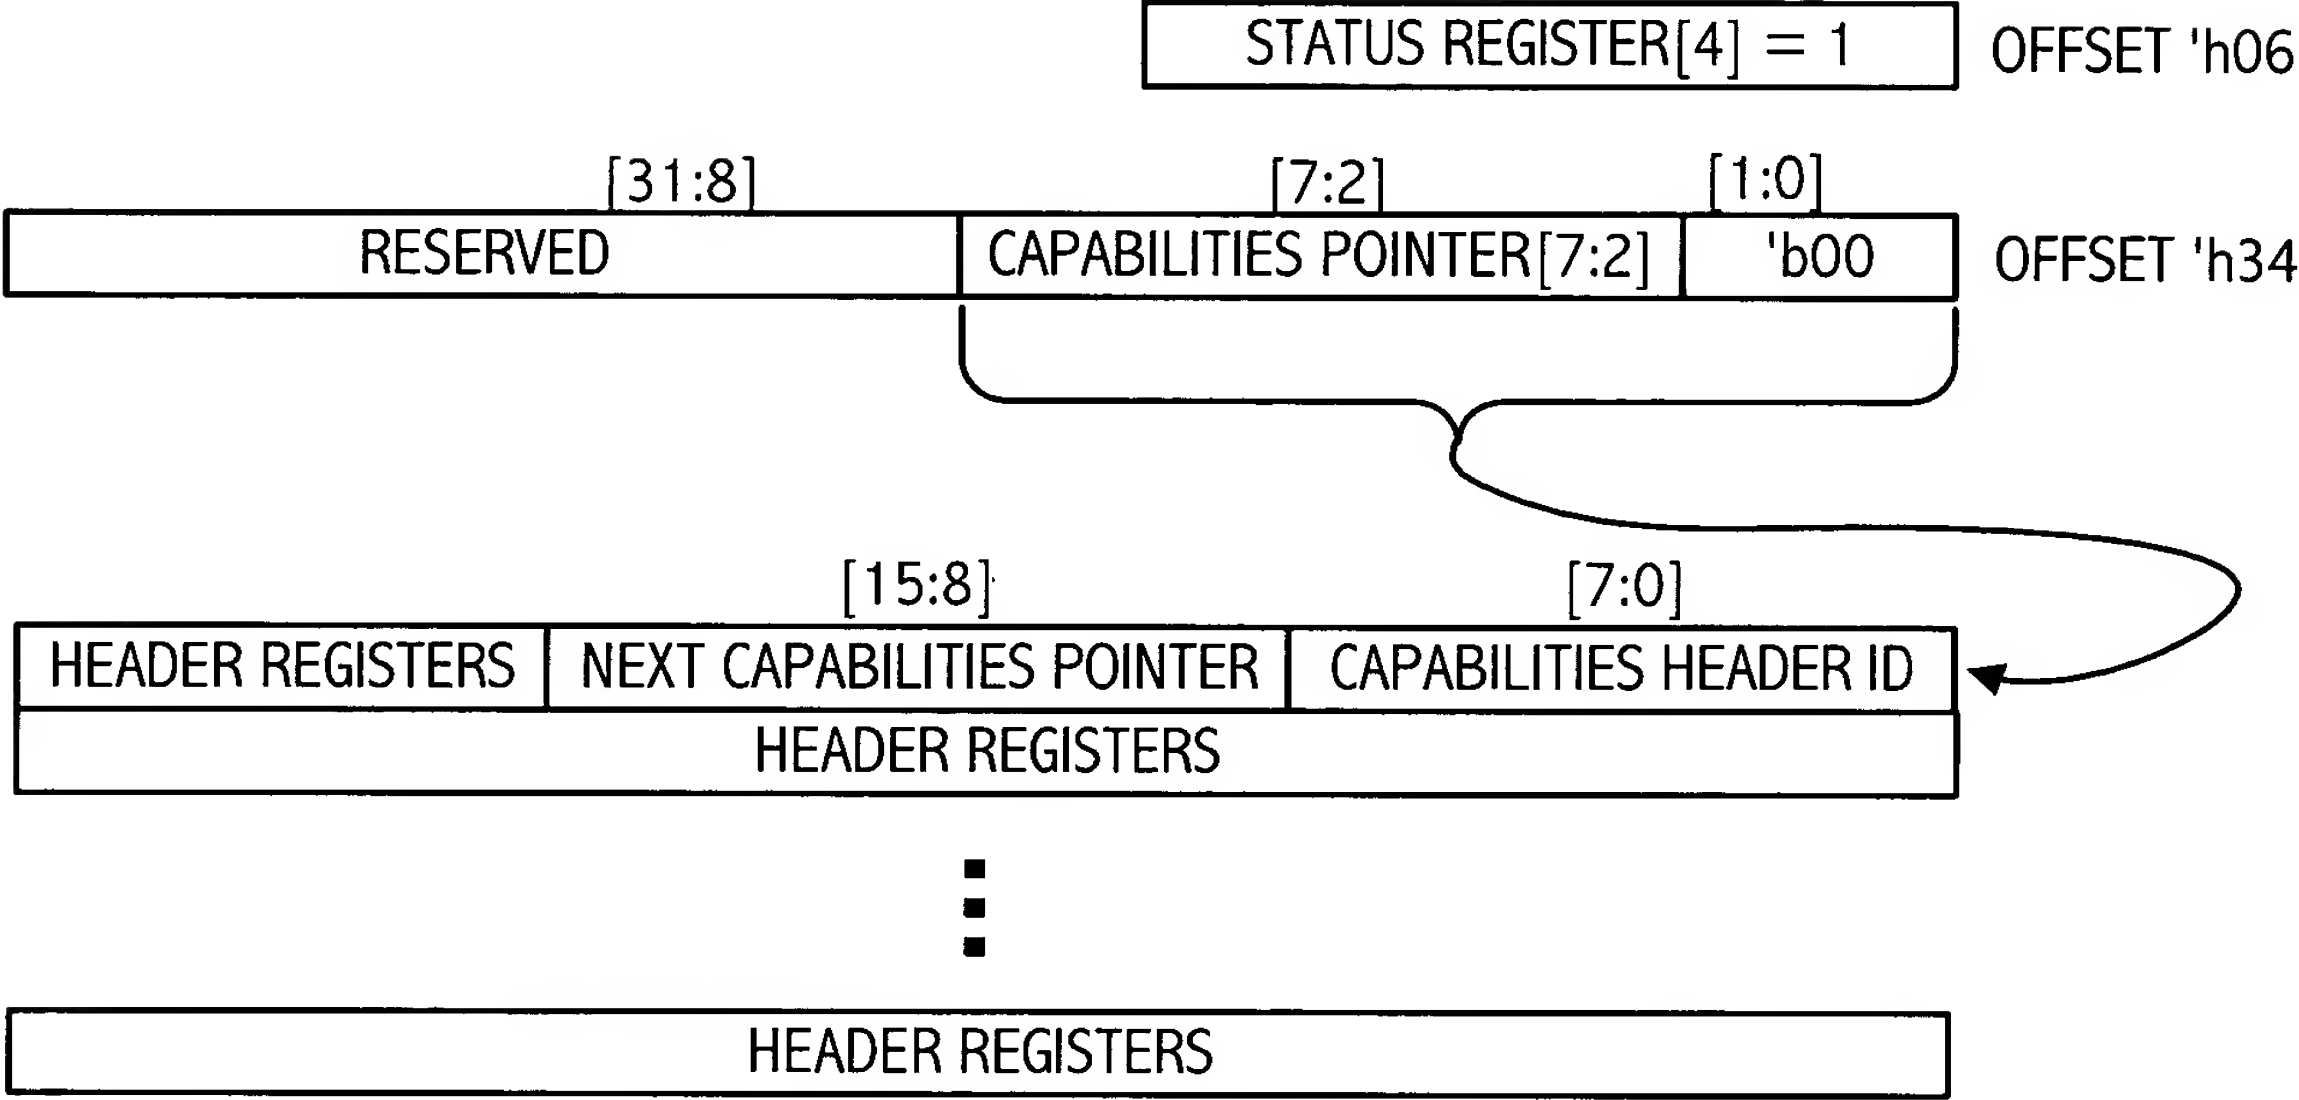 STATUS REGISTER[4] = 1 OFFSET 'h06
[31:8] [7:2] [1:0]
RESERVED CAPABILITIES POINTER[7:2] 'b00 OFFSET 'h34
[15:8] [7:0]
HEADER REGISTERS NEXT CAPABILITIES POINTER CAPABILITIES HEADER ID
HEADER REGISTERS
HEADER REGISTERS